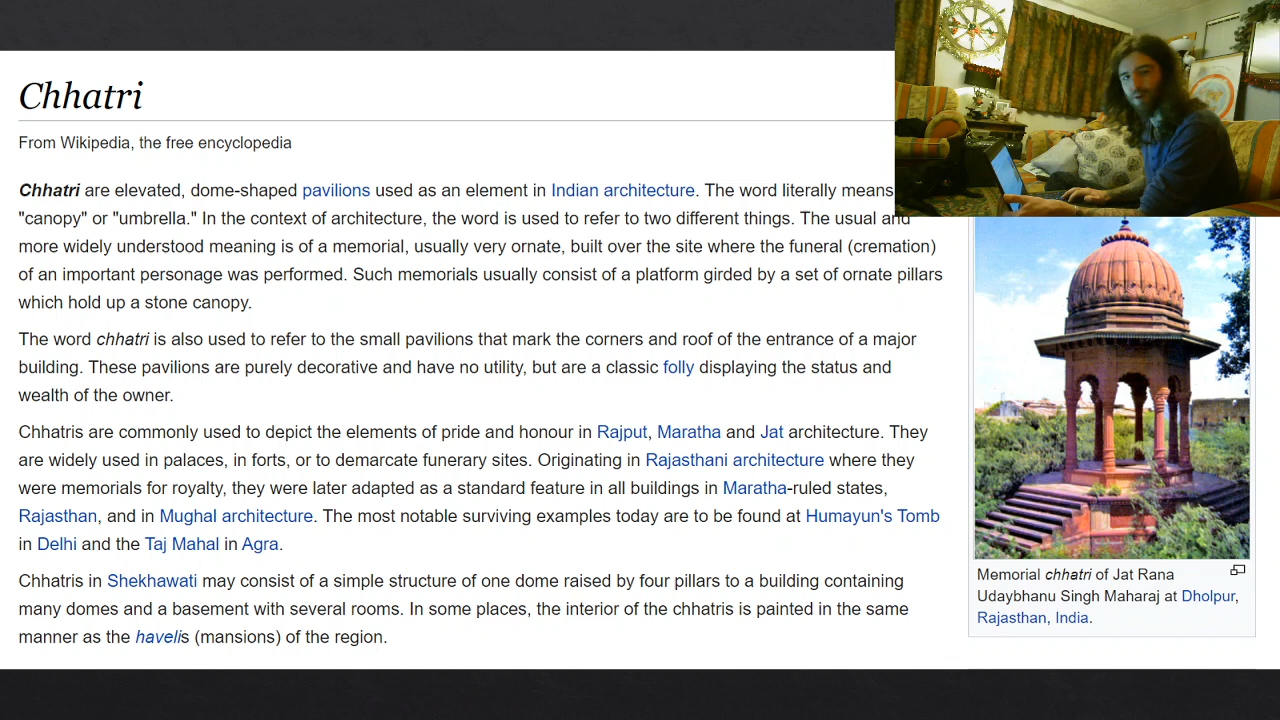 Chhatri
From Wikipedia, the free encyclopedia
Chhatri are elevated, dome-shaped pavilions used as an element in Indian architecture. The word literally means
"canopy" or "umbrella." In the context of architecture, the word is used to refer to two different things. The usual and
more widely understood meaning is of a memorial, usually very ornate, built over the site where the funeral (cremation)
of an important personage was performed. Such memorials usually consist of a platform girded by a set of ornate pillars
which hold up a stone canopy.
The word chhatri is also used to refer to the small pavilions that mark the corners and roof of the entrance of a major
building. These pavilions are purely decorative and have no utility, but are a classic folly displaying the status and
wealth of the owner.
Chhatris are commonly used to depict the elements of pride and honour in Rajput, Maratha and Jat architecture. They
are widely used in palaces, in forts, or to demarcate funerary sites. Originating in Rajasthani architecture where they
were memorials for royalty, they were later adapted as a standard feature in all buildings in Maratha-ruled states,
Rajasthan, and in Mughal architecture. The most notable surviving examples today are to be found at Humayun's Tomb
in Delhi and the Taj Mahal in Agra.
Chhatris in Shekhawati may consist of a simple structure of one dome raised by four pillars to a building containing
many domes and a basement with several rooms. In some places, the interior of the chhatris is painted in the same
manner as the havelis (mansions) of the region.
Memorial chhatri of Jat Rana
Udaybhanu Singh Maharaj at Dholpur,
Rajasthan, India.